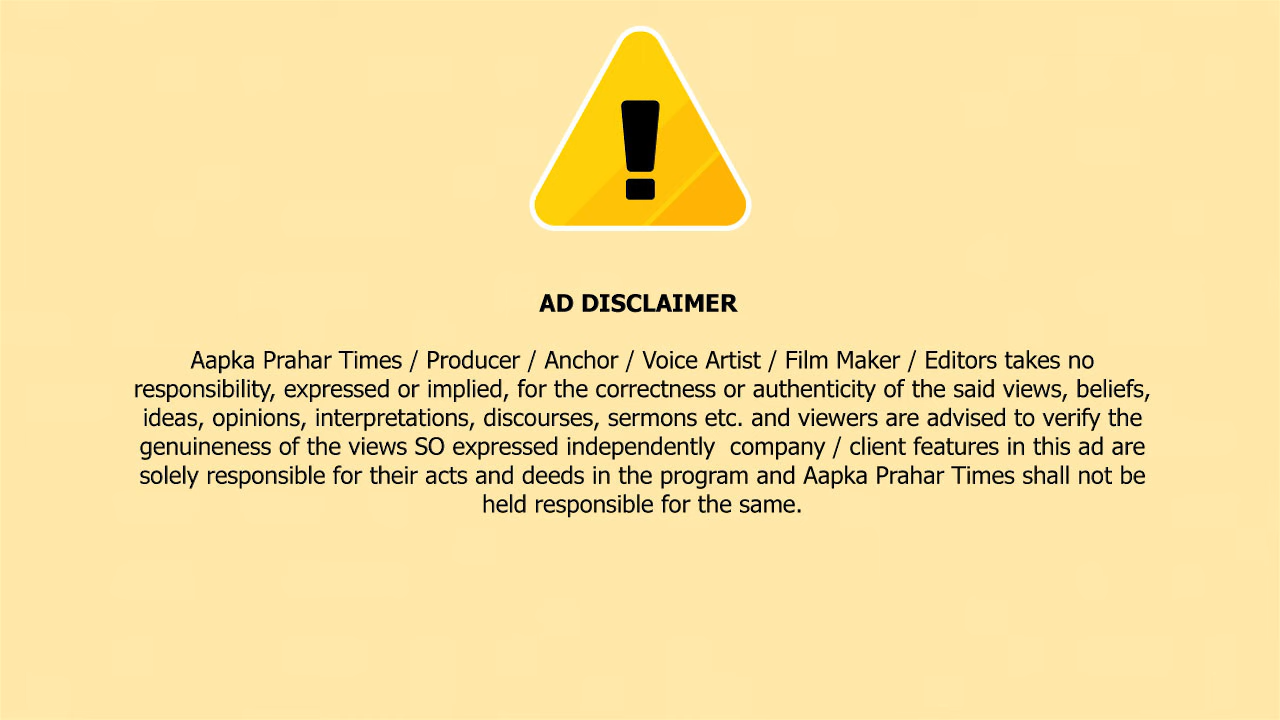 AD DISCLAIMER
Aapka Prahar Times / Producer / Anchor / Voice Artist / Film Maker / Editors takes no
responsibility, expressed or implied, for the correctness or authenticity of the said views, beliefs,
ideas, opinions, interpretations, discourses, sermons etc. and viewers are advised to verify the
genuineness of the views SO expressed independently  company / client features in this ad are
solely responsible for their acts and deeds in the program and Aapka Prahar Times shall not be
held responsible for the same.